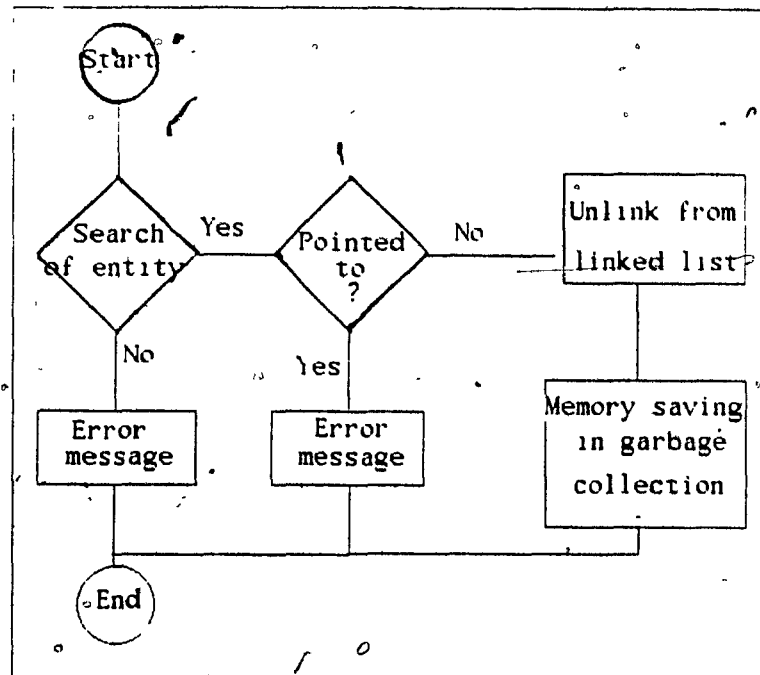 Start
Search
of entity
Yes
Pointed
to
?
No
Unlink from
linked list
No
Yes
Error
message
Error
message
Memory saving
in garbage
collection
End